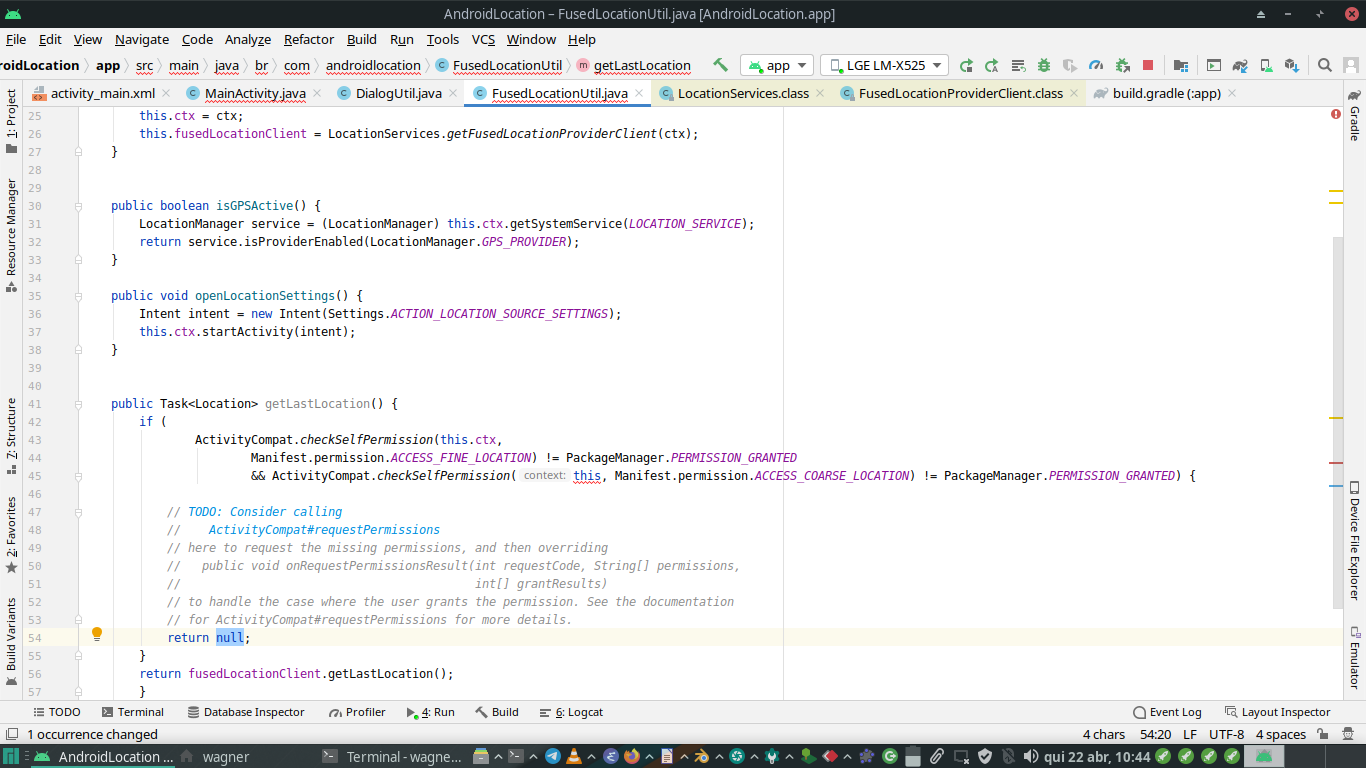 AndroidLocation – FusedLocationUtil.java [AndroidLocation.app]
File Edit View Navigate Code Analyze Refactor Build Run Tools VCS Window Help
roidLocation app src main java br com androidlocation FusedLocationUtil getLastLocation app LGE LM-X525
activity_main.xml MainActivity.java DialogUtil.java FusedLocationUtil.java LocationServices.class FusedLocationProviderClient.class build.gradle (:app)
1: Project
Resource Manager
7: Structure
2: Favorites
Build Variants
25 this.ctx = ctx;
26 this.fusedLocationClient = LocationServices.getFusedLocationProviderClient(ctx);
27 }
28
29
30 public boolean isGPSActive() {
31 LocationManager service = (LocationManager) this.ctx.getSystemService(LOCATION_SERVICE);
32 return service.isProviderEnabled(LocationManager.GPS_PROVIDER);
33 }
34
35 public void openLocationSettings() {
36 Intent intent = new Intent(Settings.ACTION_LOCATION_SOURCE_SETTINGS);
37 this.ctx.startActivity(intent);
38 }
39
40
41 public Task<Location> getLastLocation() {
42 if (
43 ActivityCompat.checkSelfPermission(this.ctx,
44 Manifest.permission.ACCESS_FINE_LOCATION) != PackageManager.PERMISSION_GRANTED
45 && ActivityCompat.checkSelfPermission( context: this, Manifest.permission.ACCESS_COARSE_LOCATION) != PackageManager.PERMISSION_GRANTED) {
46
47 // TODO: Consider calling
48 // ActivityCompat#requestPermissions
49 // here to request the missing permissions, and then overriding
50 // public void onRequestPermissionsResult(int requestCode, String[] permissions,
51 // int[] grantResults)
52 // to handle the case where the user grants the permission. See the documentation
53 // for ActivityCompat#requestPermissions for more details.
54 return null;
55 }
56 return fusedLocationClient.getLastLocation();
57 }
Gradle
Device File Explorer
Emulator
TODO Terminal Database Inspector Profiler 4: Run Build 6: Logcat Event Log Layout Inspector
1 occurrence changed 4 chars 54:20 LF UTF-8 4 spaces
AndroidLocation ... wagner Terminal - wagne... qui 22 abr, 10:44